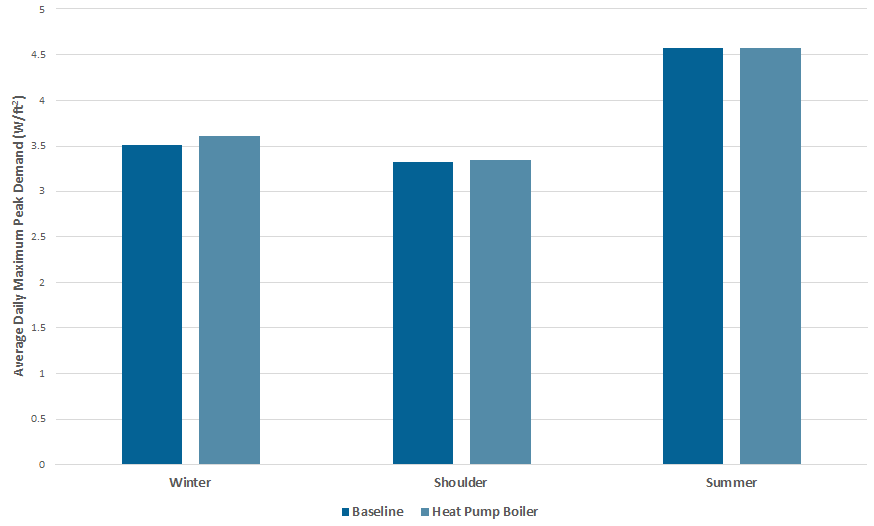 5
4.5
4
3.5
3
2.5
2
1.5
1
0.5
0
Average Daily Maximum Peak Demand (W/ft²)
Winter
Shoulder
Summer
Baseline
Heat Pump Boiler